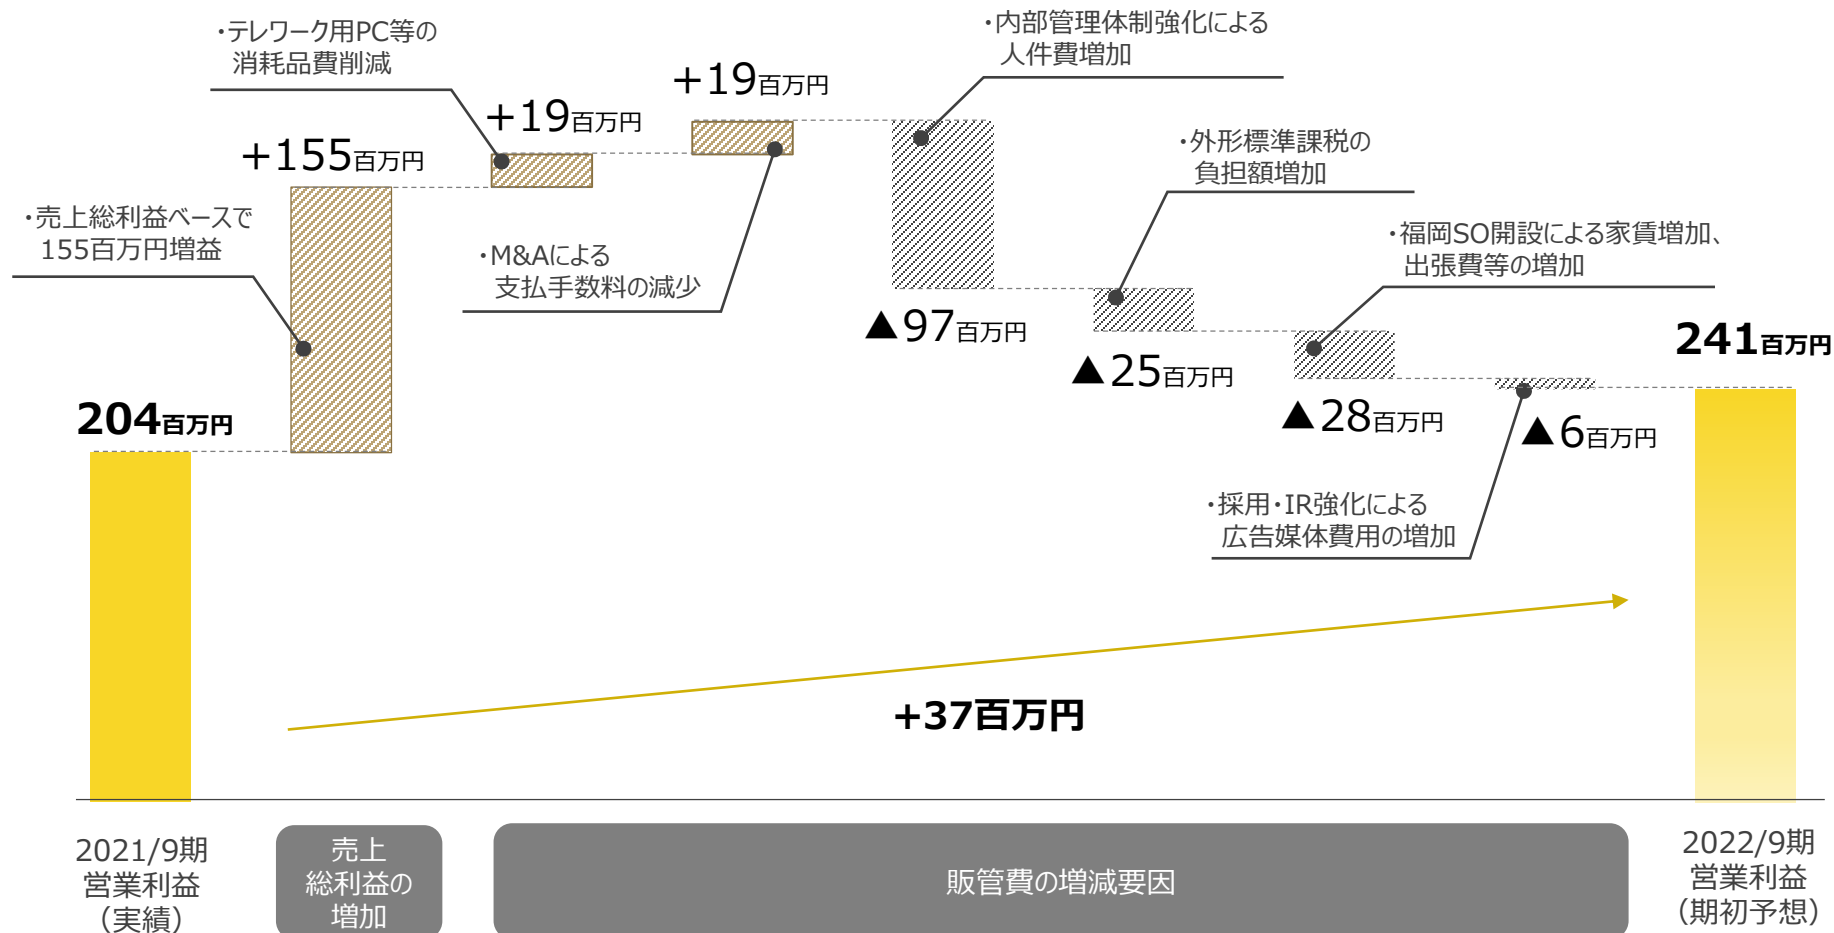 ・テレワーク用PC等の
消耗品費削減
・内部管理体制強化による
人件費増加
+19百万円
+19百万円
+155百万円
・外形標準課税の
負担額増加
・売上総利益ベースで
155百万円増益
・M&Aによる
支払手数料の減少
・福岡SO開設による家賃増加、
出張費等の増加
▲97百万円
▲25百万円
241百万円
204百万円
▲28百万円
▲6百万円
・採用・IR強化による
広告媒体費用の増加
+37百万円
2021/9期
営業利益
（実績）
売上
総利益の
増加
販管費の増減要因
2022/9期
営業利益
（期初予想）